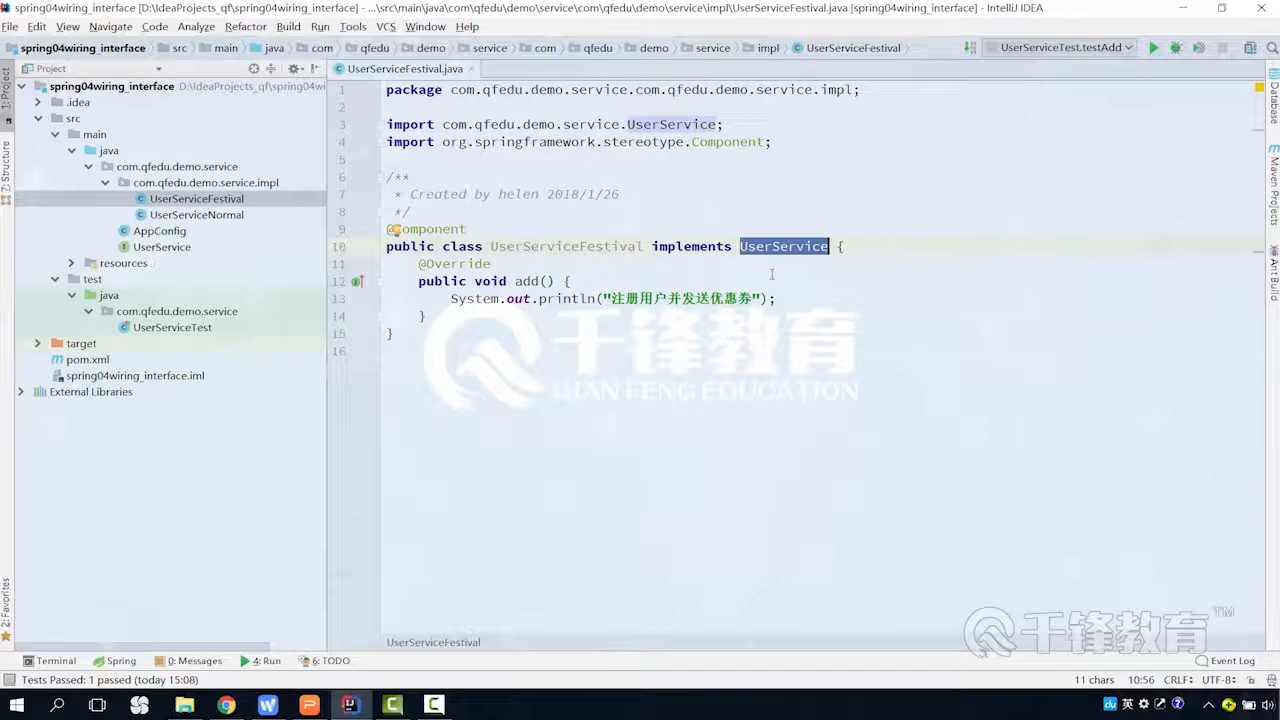 spring04wiring_interface [D:\IdeaProjects_qf\spring04wiring_interface] - ...\src\main\java\com\qfedu\demo\service\com\qfedu\demo\service\impl\UserServiceFestival.java [spring04wiring_interface] - IntelliJ IDEA
File Edit View Navigate Code Analyze Refactor Build Run Tools VCS Window Help
spring04wiring_interface src main java com qfedu demo service com qfedu demo service impl UserServiceFestival UserServiceTest.testAdd
Project
UserServiceFestival.java
1: Project
Z: Structure
2: Favorites
spring04wiring_interface D:\IdeaProjects_qf\spring04wi
.idea
src
main
java
com.qfedu.demo.service
com.qfedu.demo.service.impl
UserServiceFestival
UserServiceNormal
AppConfig
UserService
resources
test
java
com.qfedu.demo.service
UserServiceTest
target
pom.xml
spring04wiring_interface.iml
External Libraries
1 package com.qfedu.demo.service.com.qfedu.demo.service.impl;
2
3 import com.qfedu.demo.service.UserService;
4 import org.springframework.stereotype.Component;
5
6 /**
7 * Created by helen 2018/1/26
8 */
9 @Component
10 public class UserServiceFestival implements UserService {
11 @Override
12 public void add() {
13 System.out.println("注册用户并发送优惠券");
14 }
15 }
16
千锋教育
QIANFENG EDUCATION
千锋教育TM
Database
Maven Projects
Ant Build
UserServiceFestival
Terminal Spring 0: Messages 4: Run 6: TODO Event Log
Tests Passed: 1 passed (today 15:08) 11 chars 10:56 CRLF UTF-8
du 英